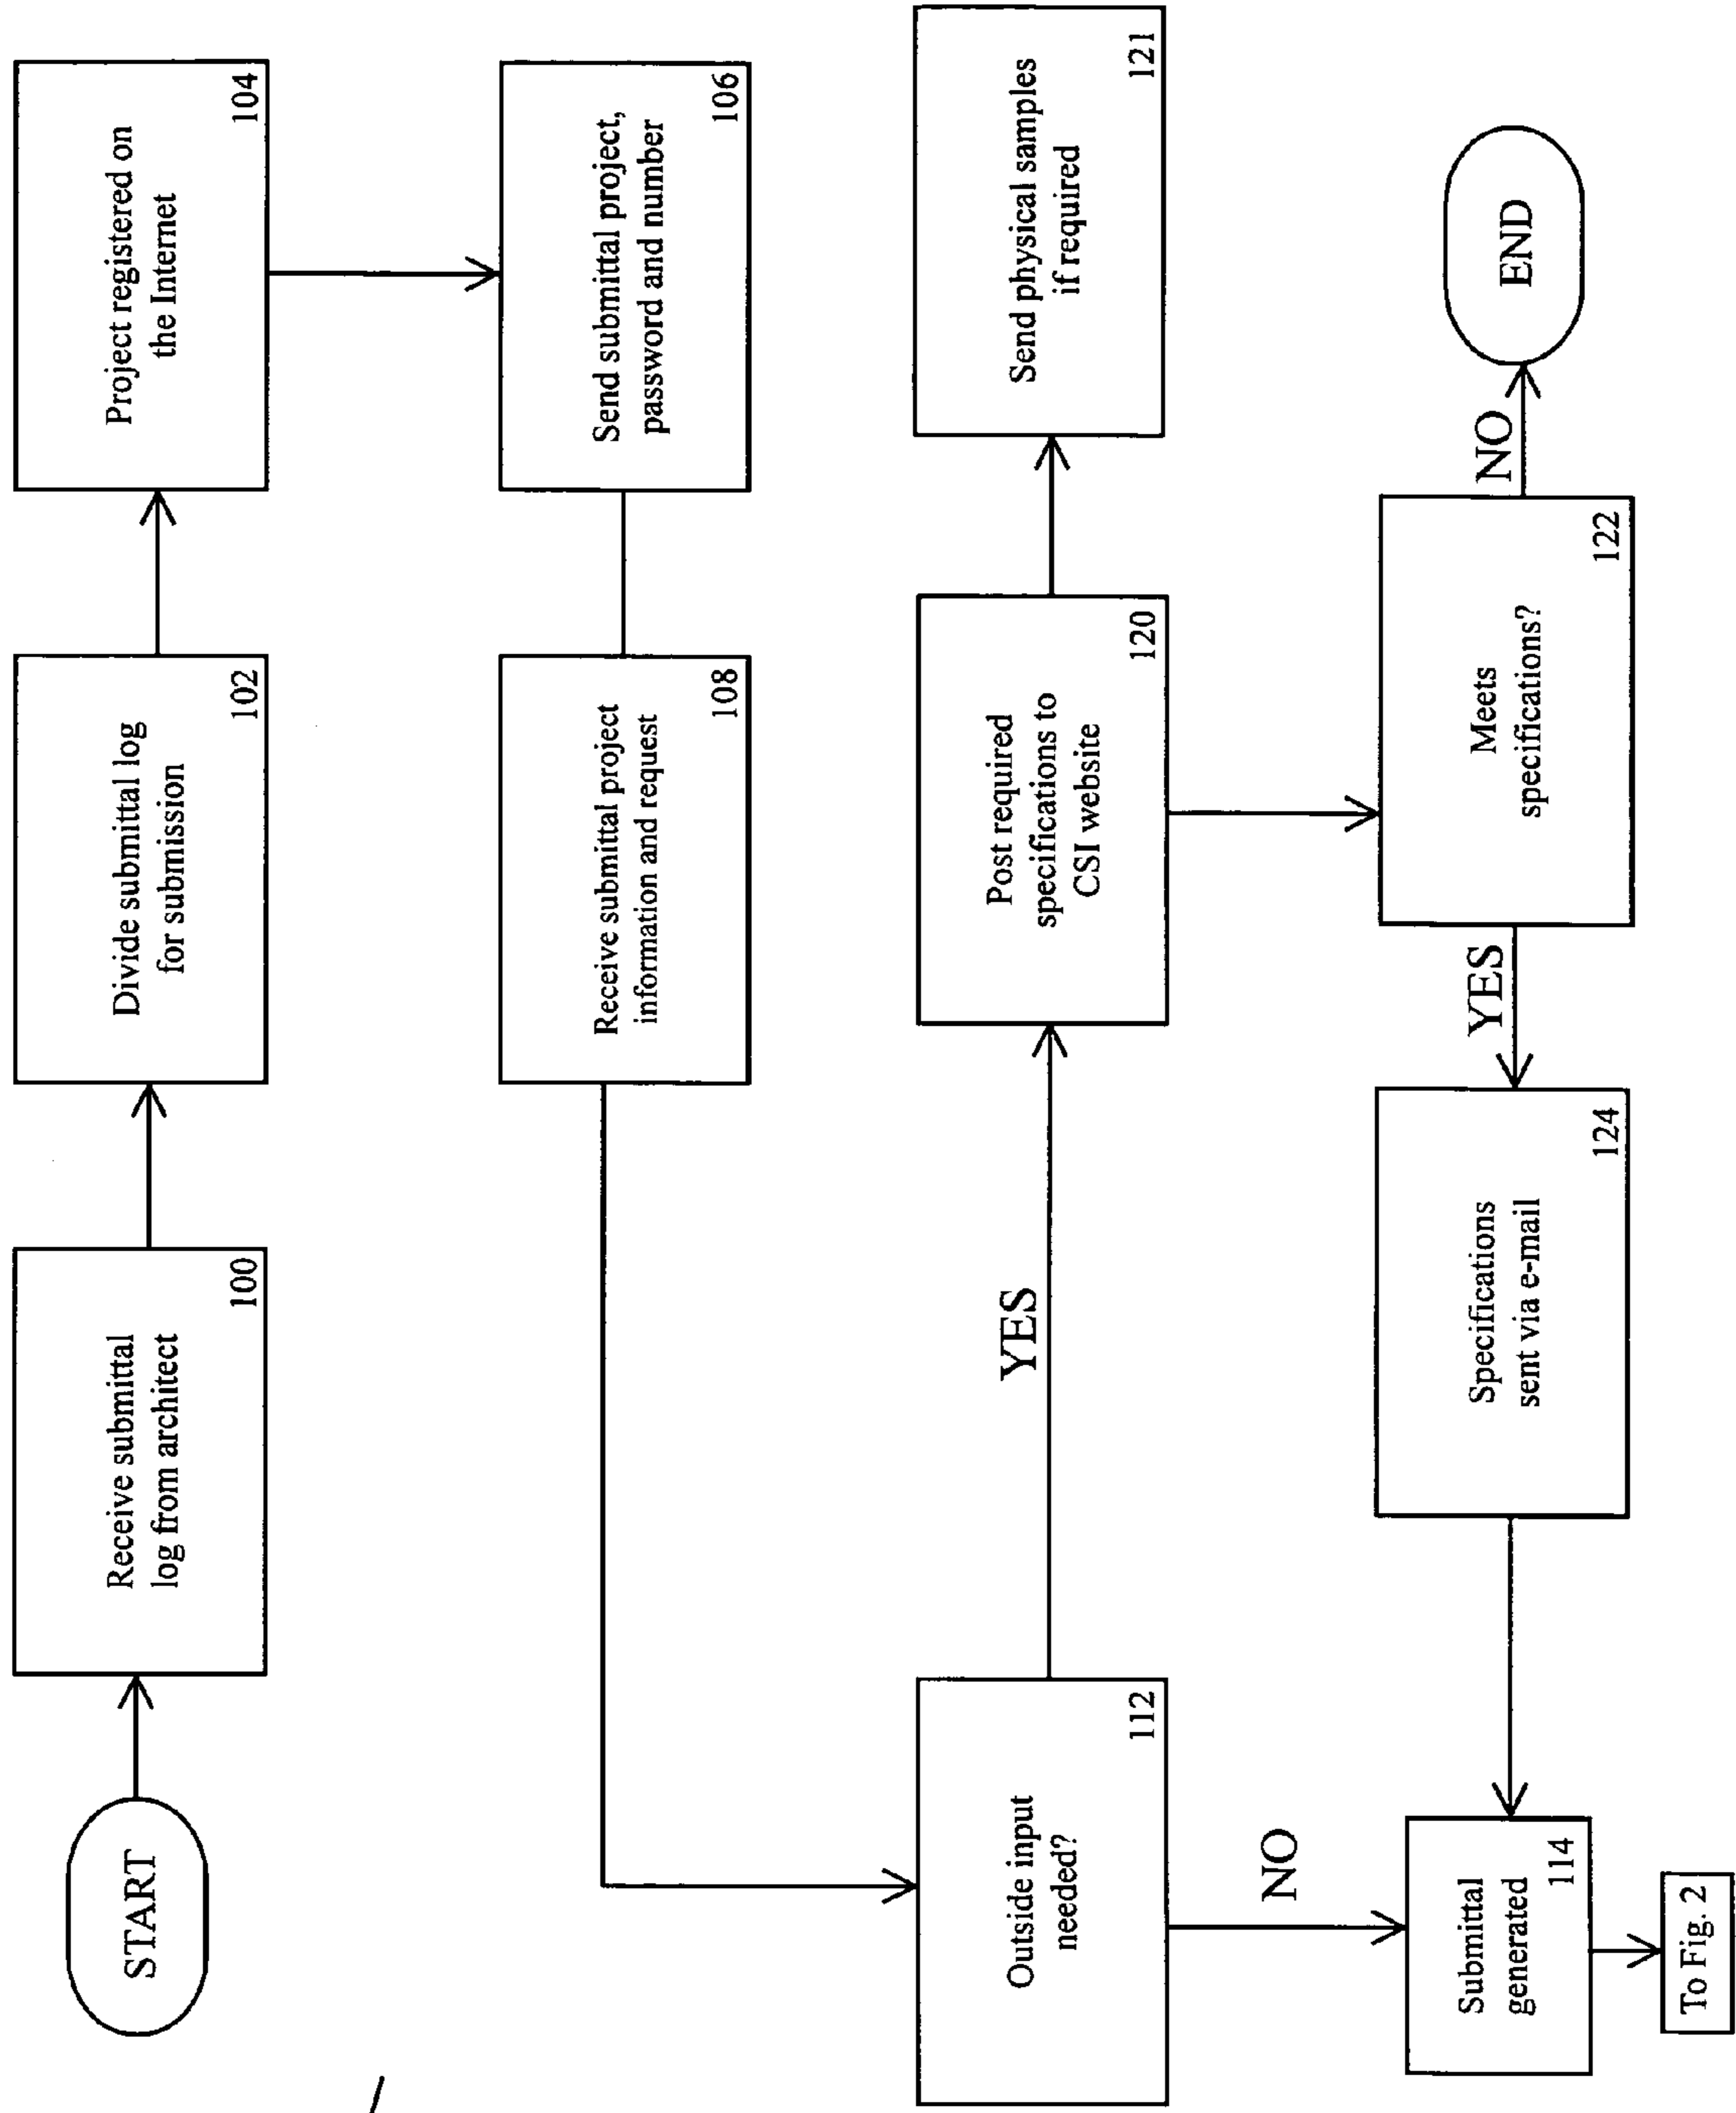 START
Receive submittal
log from architect
100
Divide submittal log
for submission
102
Project registered on
the Internet
104
Send submittal project,
password and number
106
Receive submittal project
information and request
108
Outside input
needed?
112
YES
Post required
specifications to
CSI website
120
Send physical samples
if required
121
NO
Submittal
generated
114
Specifications
sent via e-mail
124
YES
Meets
specifications?
122
NO
END
To Fig. 2